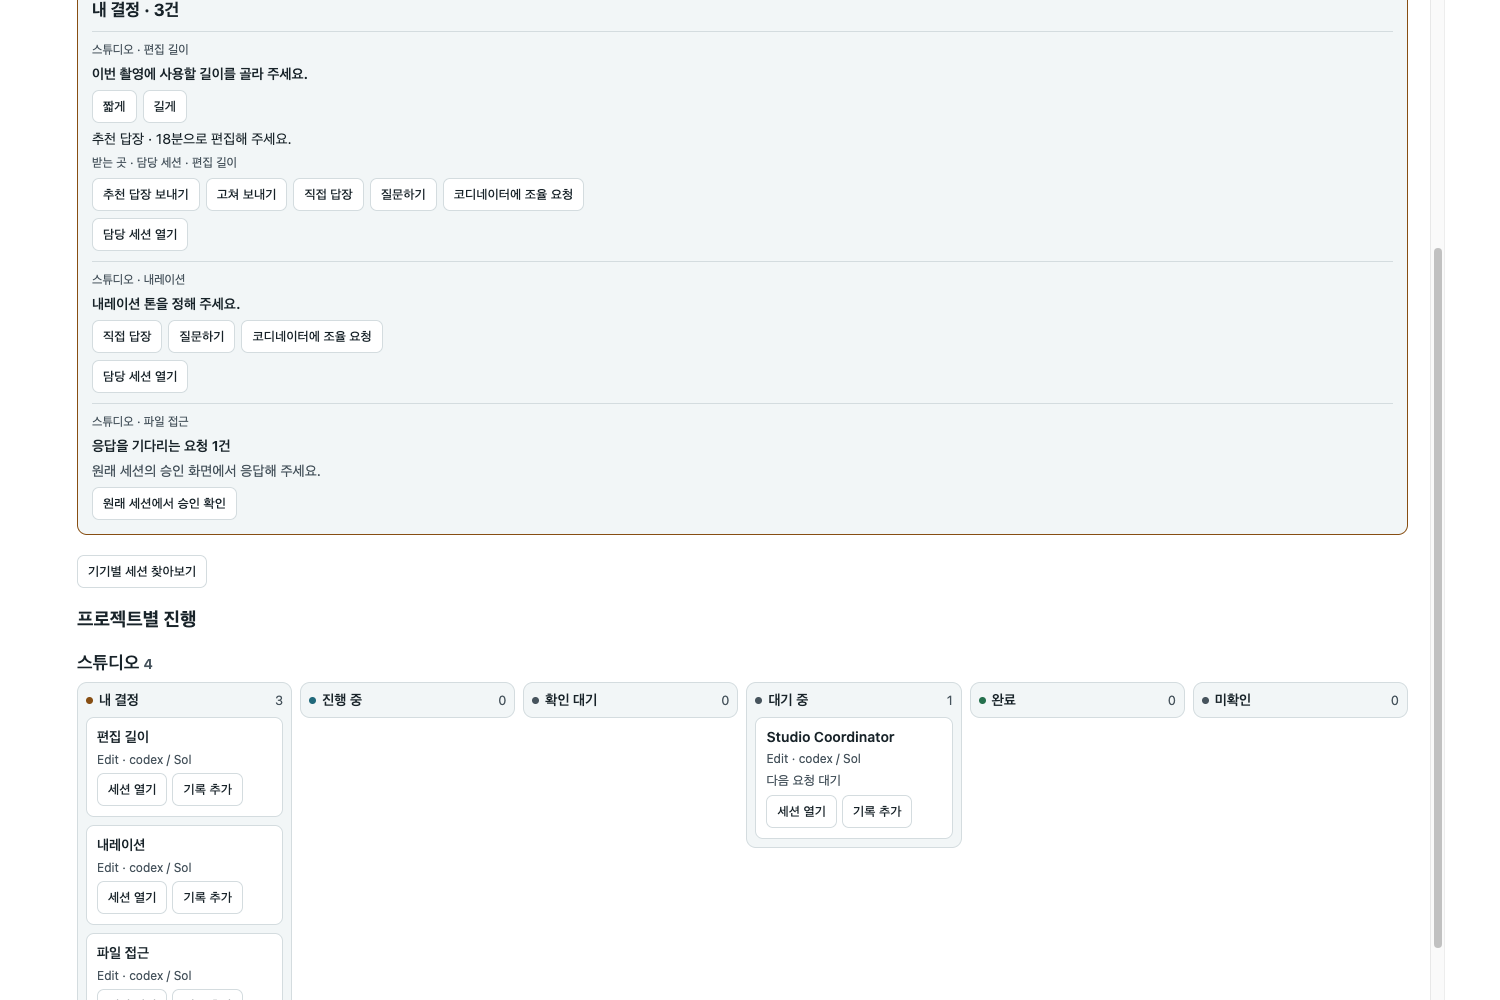 내 결정 · 3건
스튜디오 · 편집 길이
이번 촬영에 사용할 길이를 골라 주세요.
짧게 길게
추천 답장 · 18분으로 편집해 주세요.
받는 곳 · 담당 세션 · 편집 길이
추천 답장 보내기 고쳐 보내기 직접 답장 질문하기 코디네이터에 조율 요청
담당 세션 열기
스튜디오 · 내레이션
내레이션 톤을 정해 주세요.
직접 답장 질문하기 코디네이터에 조율 요청
담당 세션 열기
스튜디오 · 파일 접근
응답을 기다리는 요청 1건
원래 세션의 승인 화면에서 응답해 주세요.
원래 세션에서 승인 확인
기기별 세션 찾아보기
프로젝트별 진행
스튜디오 4
내 결정 3
편집 길이
Edit · codex / Sol
세션 열기 기록 추가
내레이션
Edit · codex / Sol
세션 열기 기록 추가
파일 접근
Edit · codex / Sol
진행 중 0
확인 대기 0
대기 중 1
Studio Coordinator
Edit · codex / Sol
다음 요청 대기
세션 열기 기록 추가
완료 0
미확인 0